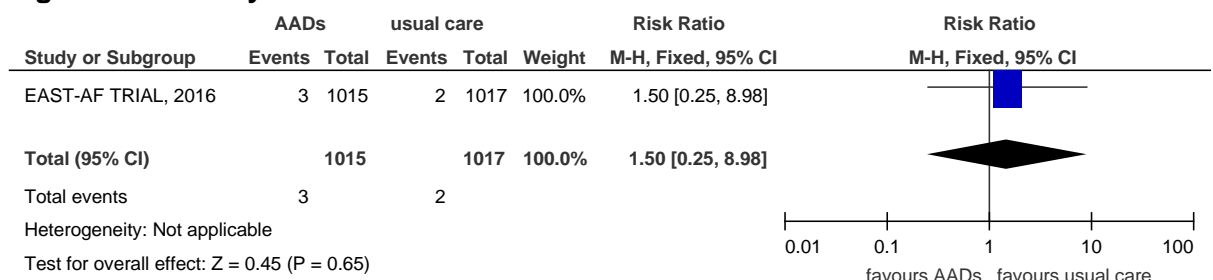 AADs usual care Risk Ratio Risk Ratio
Study or Subgroup Events Total Events Total Weight M-H, Fixed, 95% CI M-H, Fixed, 95% CI
EAST-AF TRIAL, 2016 3 1015 2 1017 100.0% 1.50 [0.25, 8.98]
Total (95% CI) 1015 1017 100.0% 1.50 [0.25, 8.98]
Total events 3 2
Heterogeneity: Not applicable
Test for overall effect: Z = 0.45 (P = 0.65)
0.01 0.1 1 10 100
favours AADs favours usual care